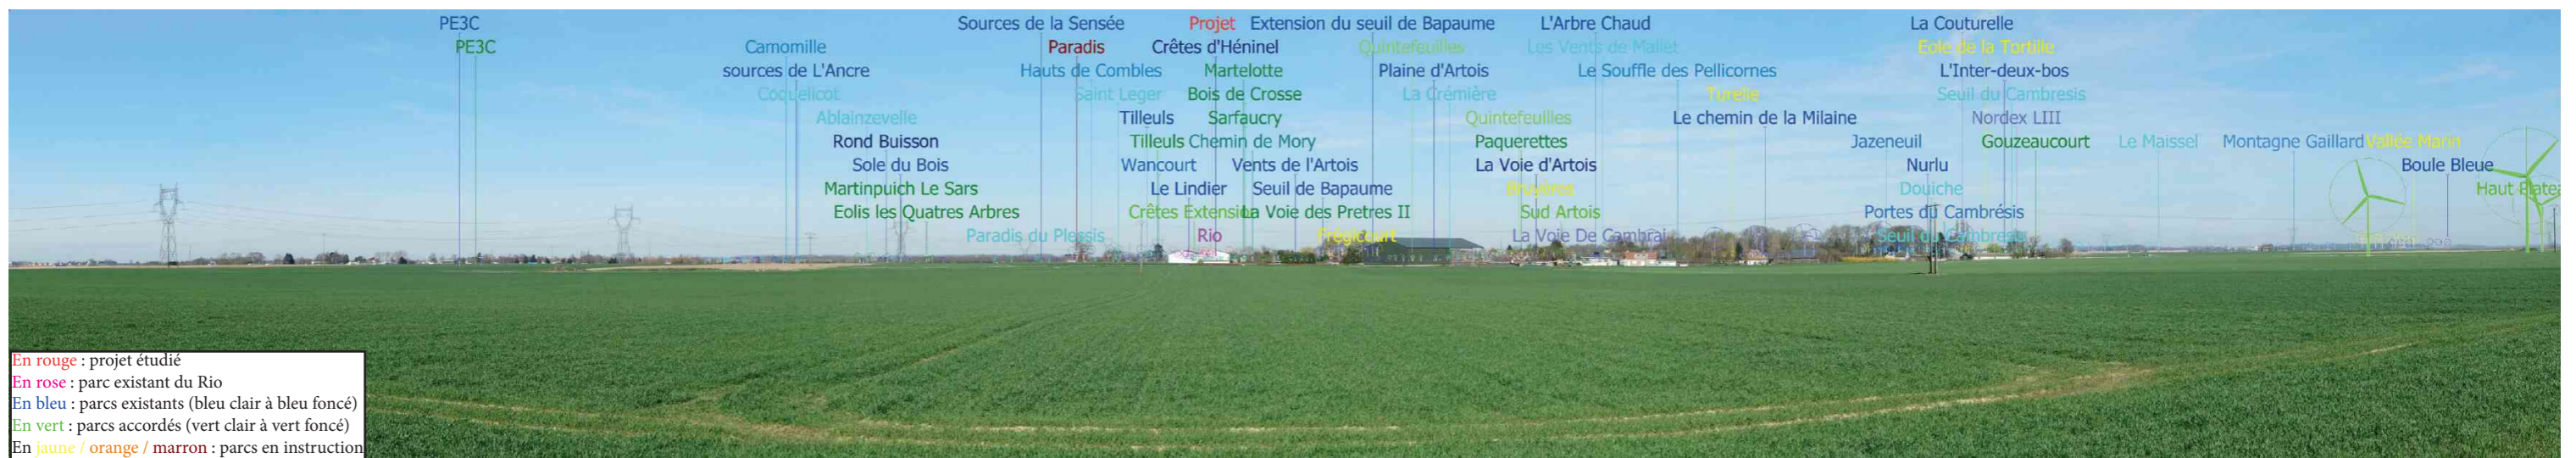 PE3C
Sources de la Sensée
Projet
Extension du seuil de Bapaume
L'Arbre Chaud
La Couturelle
PE3C
Camomille
Paradis
Crêtes d'Héninel
Quintefeuilles
Les Vents de Mallet
Eole de la Tortille
sources de L'Ancre
Hauts de Combles
Martelotte
Plaine d'Artois
Le Souffle des Pellicornes
L'Inter-deux-bos
Coquelicot
Saint Leger
Bois de Crosse
La Crémière
Turelle
Seuil du Cambresis
Ablainzevelle
Tilleuls
Sarfaucry
Quintefeuilles
Le chemin de la Milaine
Nordex LIII
Rond Buisson
Tilleuls
Chemin de Mory
Paquerettes
Jazeneuil
Gouzeaucourt
Le Maissel
Montagne Gaillard
Vallée Marin
Sole du Bois
Wancourt
Vents de l'Artois
La Voie d'Artois
Nurlu
Boule Bleue
Martinpuich Le Sars
Le Lindier
Seuil de Bapaume
Bruyères
Douiche
Haut Platea
Eolis les Quatres Arbres
Crêtes Extension
La Voie des Pretres II
Sud Artois
Portes du Cambrésis
Paradis du Plessis
Rio
Frégicourt
La Voie De Cambrai
Seuil du Cambresis
En rouge : projet étudié
En rose : parc existant du Rio
En bleu : parcs existants (bleu clair à bleu foncé)
En vert : parcs accordés (vert clair à vert foncé)
En jaune / orange / marron : parcs en instruction